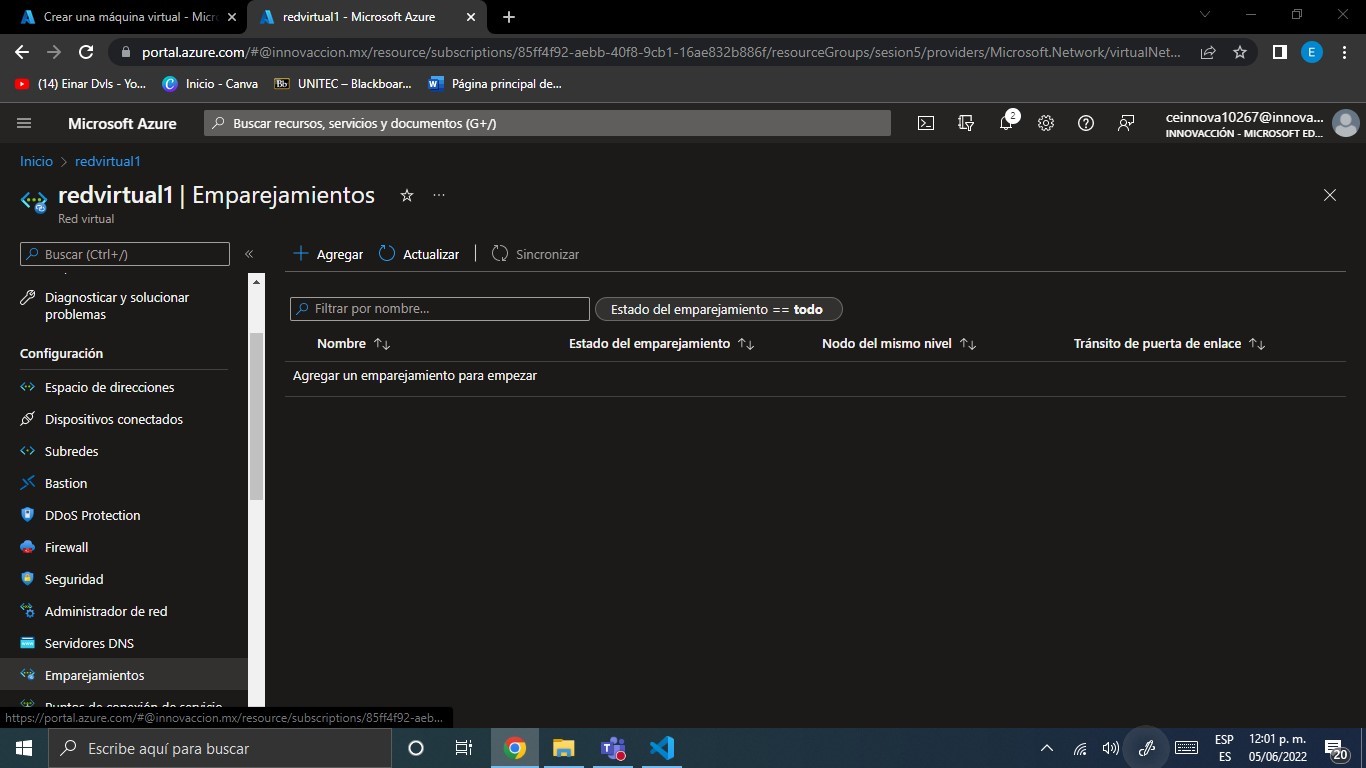 Crear una máquina virtual - Micr
redvirtual1 - Microsoft Azure
portal.azure.com/#@innovaccion.mx/resource/subscriptions/85ff4f92-aebb-40f8-9cb1-16ae832b886f/resourceGroups/sesion5/providers/Microsoft.Network/virtualNet...
E
(14) Einar Dvls - Yo...
Inicio - Canva
Bb
UNITEC – Blackboar...
Página principal de...
Microsoft Azure
Buscar recursos, servicios y documentos (G+/)
2
ceinnova10267@innova...
INNOVACCIÓN - MICROSOFT ED...
Inicio > redvirtual1
redvirtual1 | Emparejamientos
Red virtual
Buscar (Ctrl+/)
Agregar
Actualizar
Sincronizar
Diagnosticar y solucionar
problemas
Configuración
Espacio de direcciones
Dispositivos conectados
Subredes
Bastion
DDoS Protection
Firewall
Seguridad
Administrador de red
Servidores DNS
Emparejamientos
Puntos de conexión de servicio
Filtrar por nombre...
Estado del emparejamiento == todo
Nombre
Estado del emparejamiento
Nodo del mismo nivel
Tránsito de puerta de enlace
Agregar un emparejamiento para empezar
https://portal.azure.com/#@innovaccion.mx/resource/subscriptions/85ff4f92-aeb...
Escribe aquí para buscar
ESP
ES
12:01 p. m.
05/06/2022
20